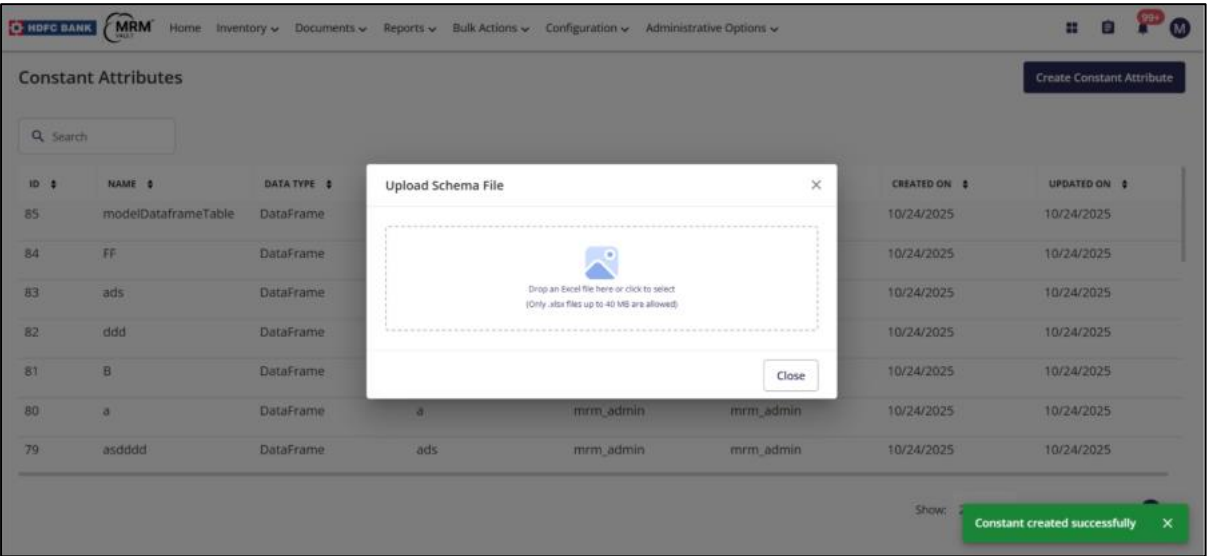 HDFC BANK MRM VAULT Home Inventory Documents Reports Bulk Actions Configuration Administrative Options 99+ M
Constant Attributes Create Constant Attribute
Search
ID NAME DATA TYPE CREATED ON UPDATED ON
Upload Schema File
85 modelDataframeTable DataFrame 10/24/2025 10/24/2025
84 FF DataFrame 10/24/2025 10/24/2025
83 ads DataFrame 10/24/2025 10/24/2025
Drop an Excel file here or click to select
(Only .xlsx files up to 40 MB are allowed)
82 ddd DataFrame 10/24/2025 10/24/2025
81 B DataFrame 10/24/2025 10/24/2025
Close
80 a DataFrame a mrm_admin mrm_admin 10/24/2025 10/24/2025
79 asdddd DataFrame ads mrm_admin mrm_admin 10/24/2025 10/24/2025
Show:
Constant created successfully